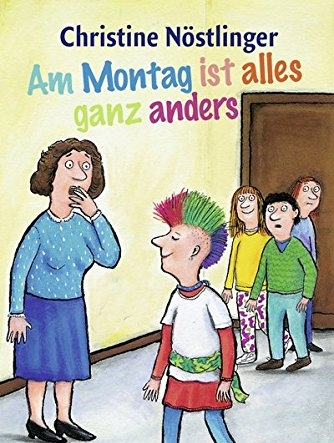 Christine Nöstlinger
Am Montag ist alles
ganz anders